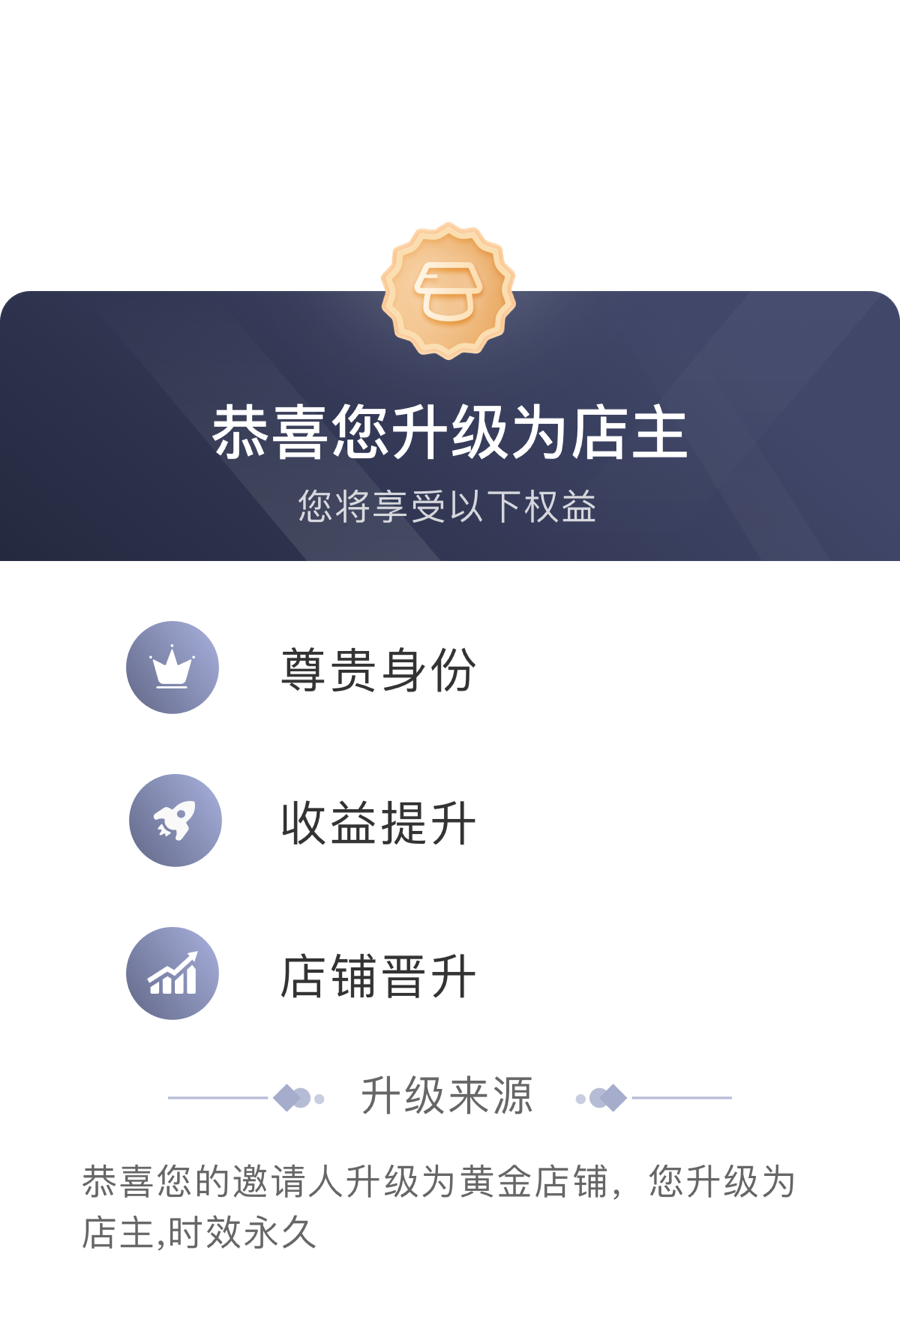 恭喜您升级为店主
您将享受以下权益
尊贵身份
收益提升
店铺晋升
升级来源
恭喜您的邀请人升级为黄金店铺，您升级为
店主,时效永久